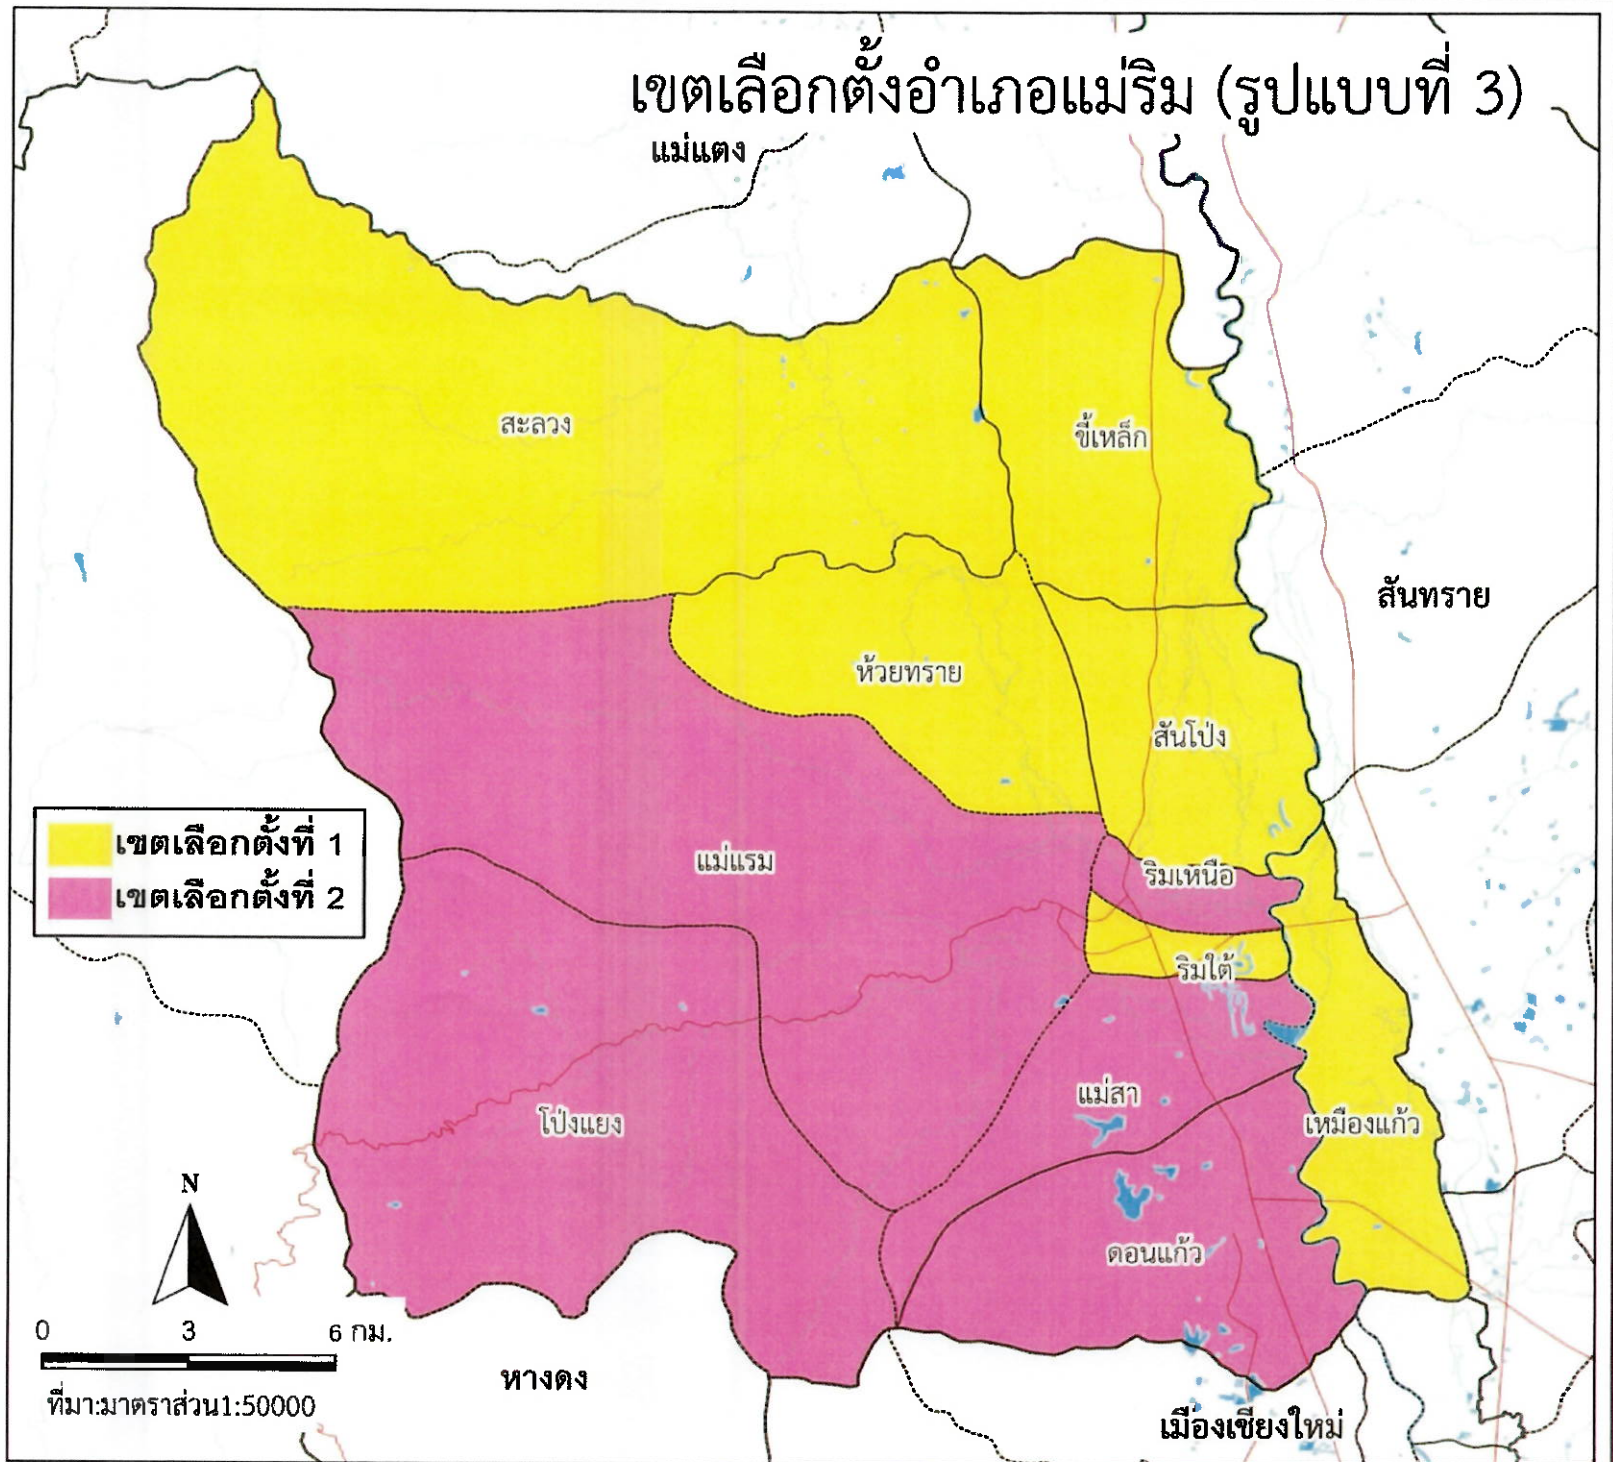 เขตเลือกตั้งอำเภอแม่ริม (รูปแบบที่ 3)
แม่แตง
สะลวง
ขี้เหล็ก
สันทราย
ห้วยทราย
สันโป่ง
เขตเลือกตั้งที่ 1
เขตเลือกตั้งที่ 2
แม่แรม
ริมเหนือ
ริมใต้
แม่สา
โป่งแยง
เหมืองแก้ว
N
ดอนแก้ว
0 3 6 กม.
ที่มา:มาตราส่วน1:50000
หางดง
เมืองเชียงใหม่